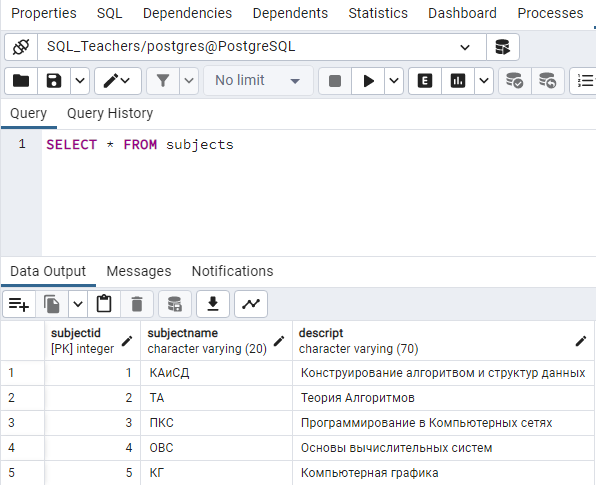 Properties SQL Dependencies Dependents Statistics Dashboard Processes
SQL_Teachers/postgres@PostgreSQL
No limit E
Query Query History
1 SELECT * FROM subjects
Data Output Messages Notifications
subjectid subjectname descript
[PK] integer character varying (20) character varying (70)
1 1 КАиСД Конструирование алгоритвом и структур данных
2 2 ТА Теория Алгоритмов
3 3 ПКС Программирование в Компьютерных сетях
4 4 ОВС Основы вычислительных систем
5 5 КГ Компьютерная графика